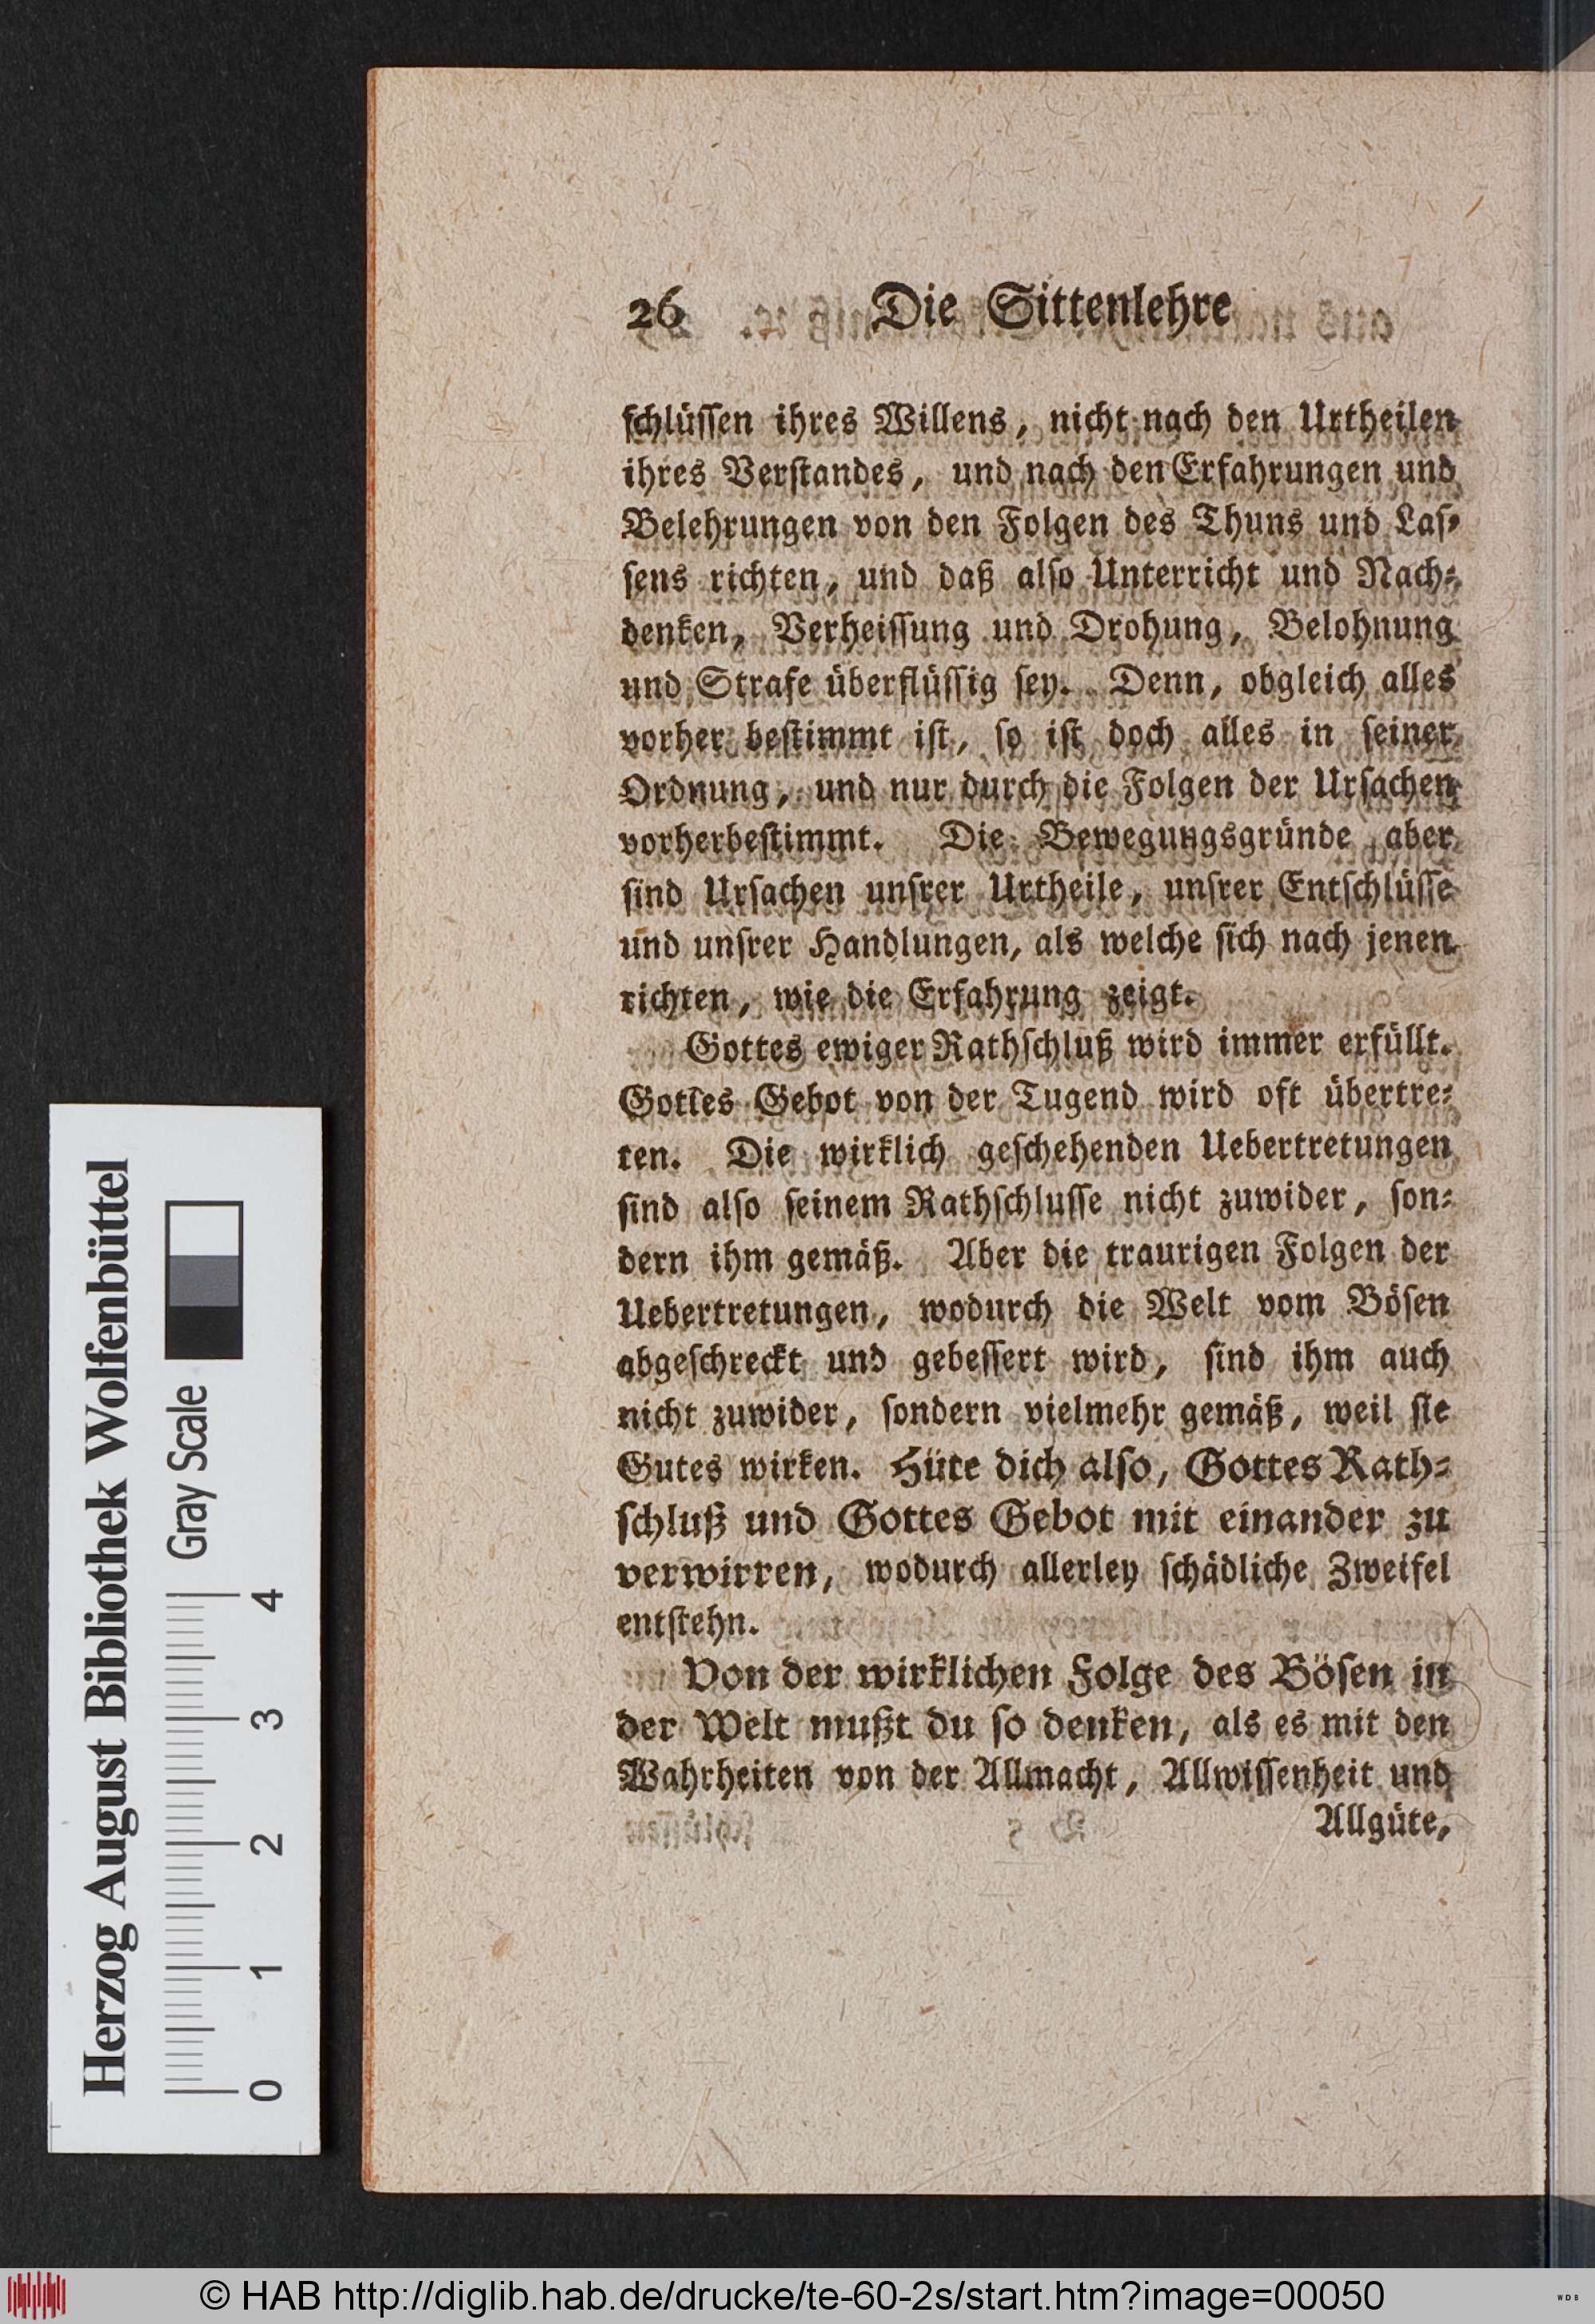 26 Die Sittenlehre
ſchlüſſen ihres Willens, nicht nach den Urtheilen
ihres Verſtandes, und nach den Erfahrungen und
Belehrungen von den Folgen des Thuns und Laſ⸗
ſens richten, und daß alſo Unterricht und Nach⸗
denken, Verheiſſung und Drohung, Belohnung
und Strafe überflüſſig ſey. Denn, obgleich alles
vorher beſtimmt iſt, ſo iſt doch alles in ſeiner
Ordnung, und nur durch die Folgen der Urſachen
vorherbeſtimmt. Die Bewegungsgründe aber
ſind Urſachen unſrer Urtheile, unſrer Entſchlüſſe
und unſrer Handlungen, als welche ſich nach jenen
richten, wie die Erfahrung zeigt.
Gottes ewiger Rathſchluß wird immer erfüllt.
Gottes Gebot von der Tugend wird oft übertre⸗
ten. Die wirklich geſchehenden Uebertretungen
ſind alſo ſeinem Rathſchluſſe nicht zuwider, ſon⸗
dern ihm gemäß. Aber die traurigen Folgen der
Uebertretungen, wodurch die Welt vom Böſen
abgeſchreckt und gebeſſert wird, ſind ihm auch
nicht zuwider, ſondern vielmehr gemäß, weil ſie
Gutes wirken. Hüte dich alſo, Gottes Rath⸗
ſchluß und Gottes Gebot mit einander zu
verwirren, wodurch allerley ſchädliche Zweifel
entſtehn.
Von der wirklichen Folge des Böſen in
der Welt mußt du ſo denken, als es mit den
Wahrheiten von der Allmacht, Allwiſſenheit und
Allgüte,
Herzog August Bibliothek Wolfenbüttel
Gray Scale
0 1 2 3 4
© HAB http://diglib.hab.de/drucke/te-60-2s/start.htm?image=00050
WDB